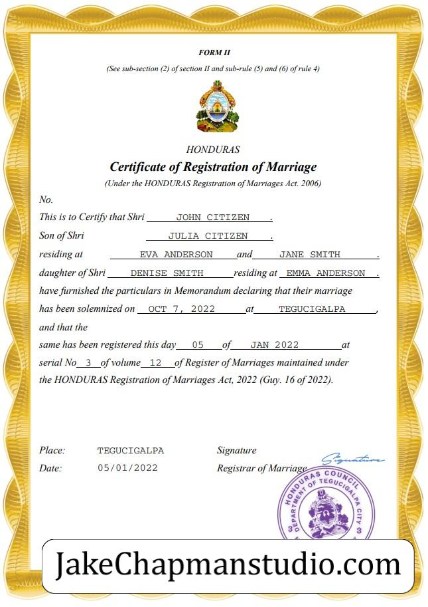 FORM II
(See sub-section (2) of section II and sub-rule (5) and (6) of rule 4)
HONDURAS
Certificate of Registration of Marriage
(Under the HONDURAS Registration of Marriages Act. 2006)
No.
This is to Certify that Shri JOHN CITIZEN .
Son of Shri JULIA CITIZEN .
residing at EVA ANDERSON and JANE SMITH .
daughter of Shri DENISE SMITH residing at EMMA ANDERSON .
have furnished the particulars in Memorandum declaring that their marriage
has been solemnized on OCT 7, 2022 at TEGUCIGALPA ,
and that the
same has been registered this day 05 of JAN 2022 at
serial No 3 of volume 12 of Register of Marriages maintained under
the HONDURAS Registration of Marriages Act, 2022 (Guy. 16 of 2022).
Place: TEGUCIGALPA Signature Signature
Date: 05/01/2022 Registrar of Marriage
HONDURAS COUNCIL
DEPARTMENT OF TEGUCIGALPA CITY
JakeChapmanstudio.com